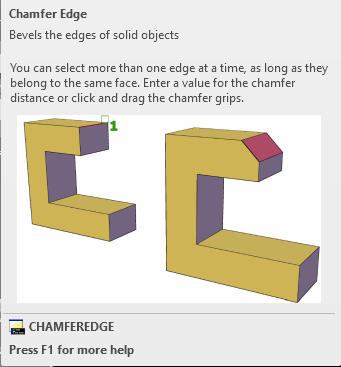 Chamfer Edge
Bevels the edges of solid objects
You can select more than one edge at a time, as long as they
belong to the same face. Enter a value for the chamfer
distance or click and drag the chamfer grips.
1
CHAMFEREDGE
Press F1 for more help